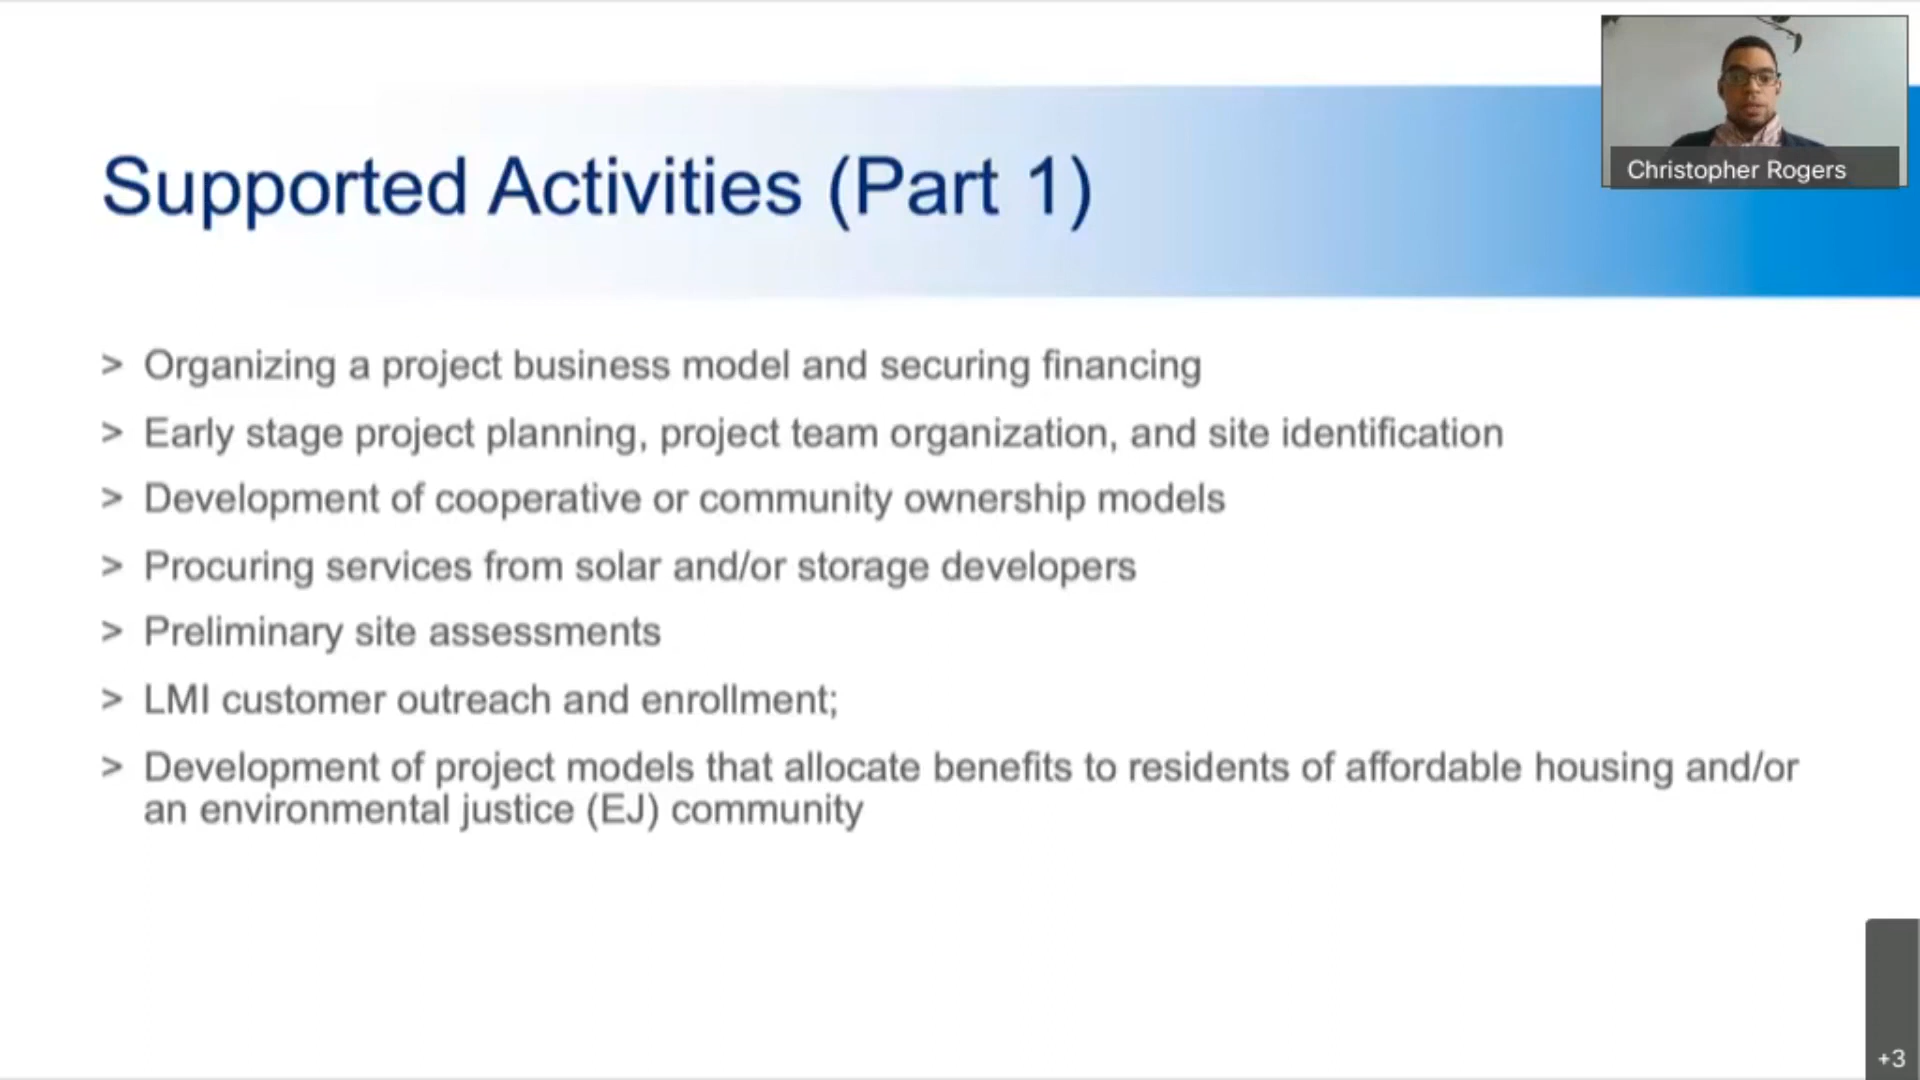 Supported Activities (Part 1)
Christopher Rogers
> Organizing a project business model and securing financing
> Early stage project planning, project team organization, and site identification
> Development of cooperative or community ownership models
> Procuring services from solar and/or storage developers
> Preliminary site assessments
> LMI customer outreach and enrollment;
> Development of project models that allocate benefits to residents of affordable housing and/or
an environmental justice (EJ) community
+3